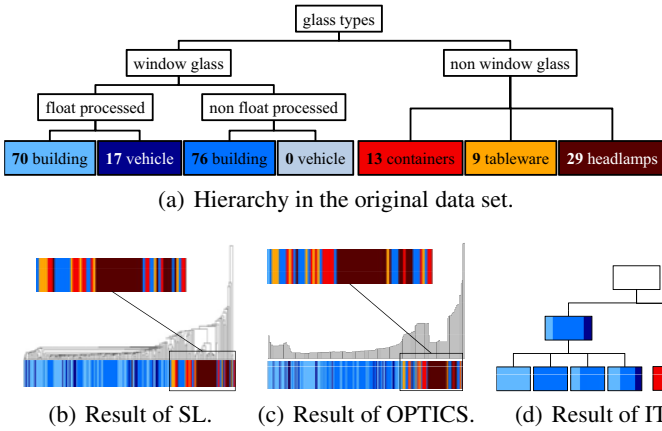 glass types
window glass
non window glass
float processed
non float processed
70 building
17 vehicle
76 building
0 vehicle
13 containers
9 tableware
29 headlamps
(a) Hierarchy in the original data set.
(b) Result of SL.
(c) Result of OPTICS.
(d) Result of IT